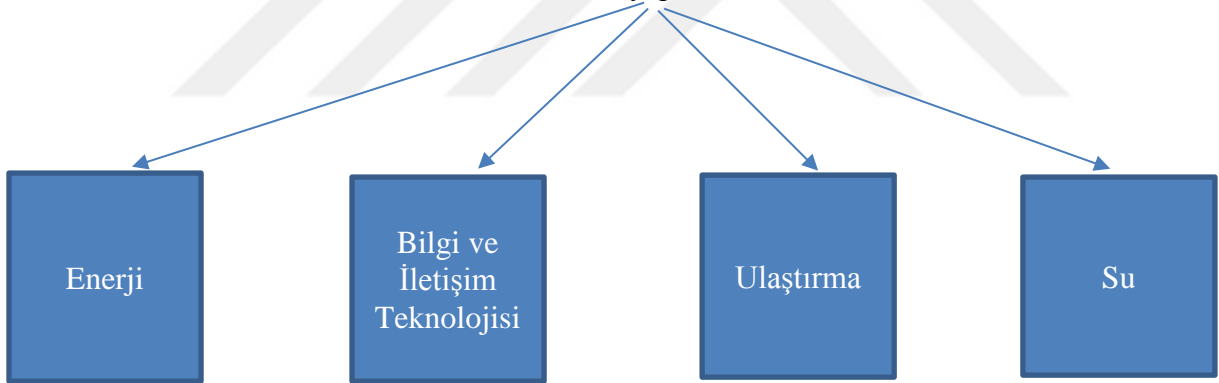 Enerji
Bilgi ve
İletişim
Teknolojisi
Ulaştırma
Su